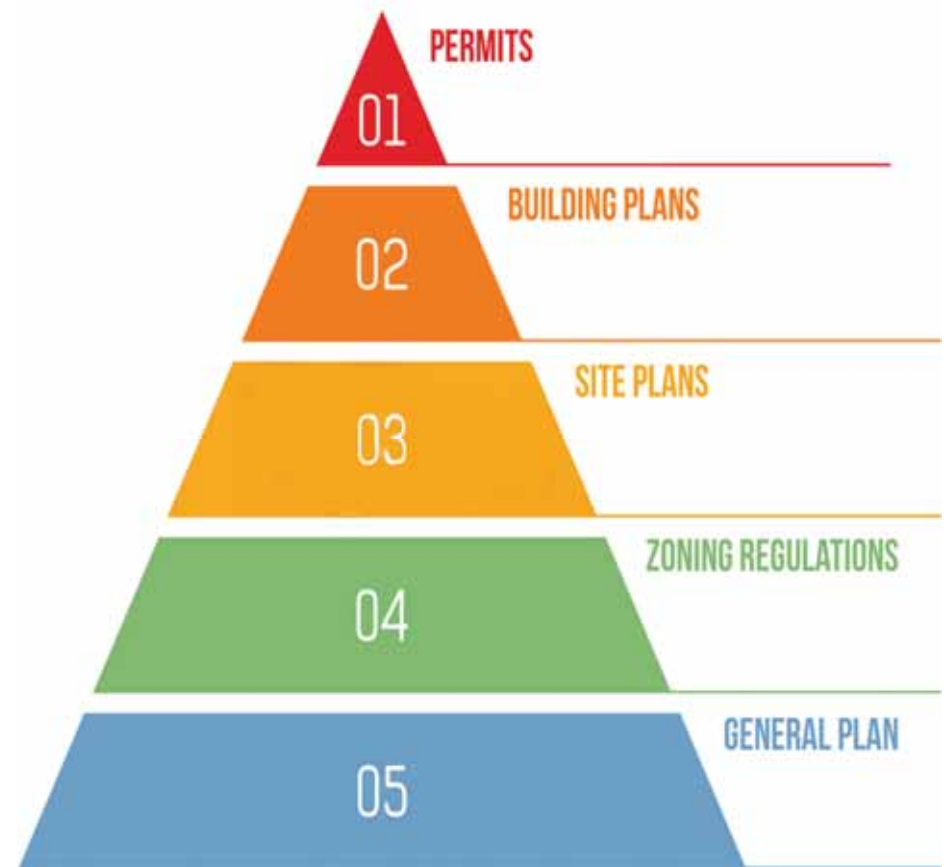 PERMITS
01
BUILDING PLANS
02
SITE PLANS
03
ZONING REGULATIONS
04
GENERAL PLAN
05